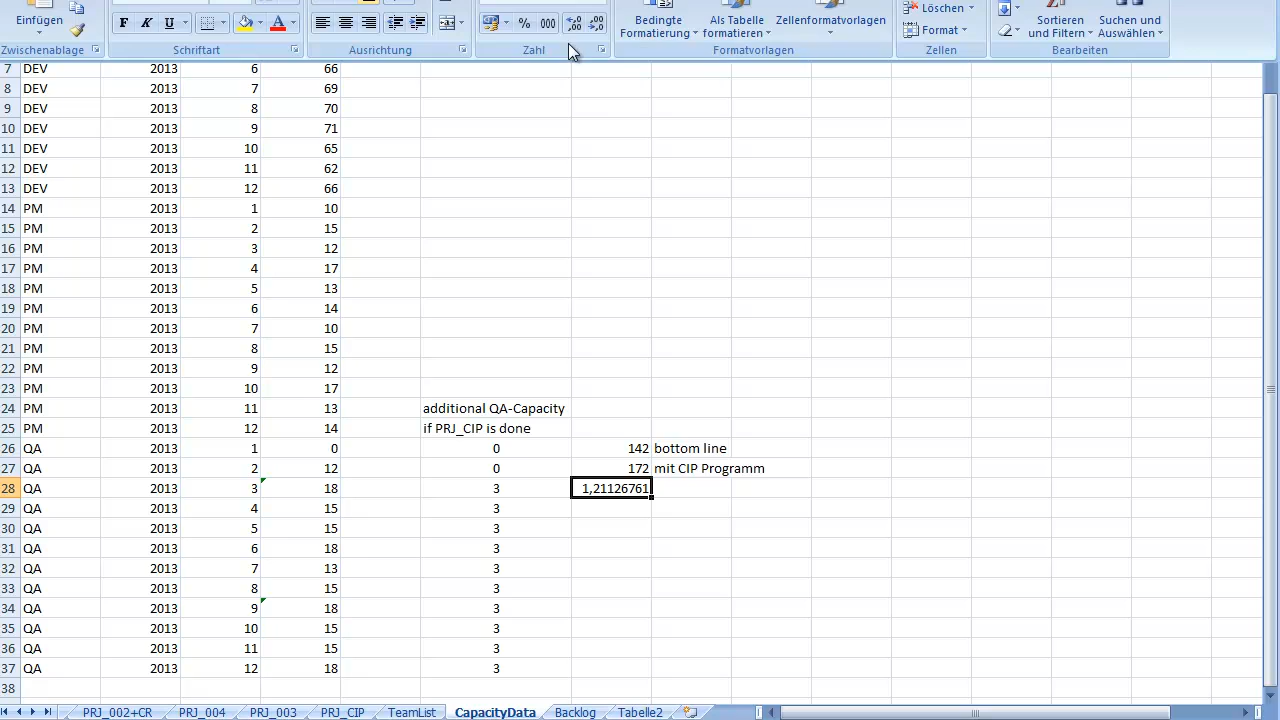 Einfügen
Zwischenablage
F K U
Schriftart
Ausrichtung
% 000
Zahl
Bedingte Formatierung
Als Tabelle formatieren
Zellenformatvorlagen
Formatvorlagen
Löschen
Format
Zellen
Sortieren und Filtern
Suchen und Auswählen
Bearbeiten
7 DEV 2013 6 66
8 DEV 2013 7 69
9 DEV 2013 8 70
10 DEV 2013 9 71
11 DEV 2013 10 65
12 DEV 2013 11 62
13 DEV 2013 12 66
14 PM 2013 1 10
15 PM 2013 2 15
16 PM 2013 3 12
17 PM 2013 4 17
18 PM 2013 5 13
19 PM 2013 6 14
20 PM 2013 7 10
21 PM 2013 8 15
22 PM 2013 9 12
23 PM 2013 10 17
24 PM 2013 11 13 additional QA-Capacity
25 PM 2013 12 14 if PRJ_CIP is done
26 QA 2013 1 0 0 142 bottom line
27 QA 2013 2 12 0 172 mit CIP Programm
28 QA 2013 3 18 3 1,21126761
29 QA 2013 4 15 3
30 QA 2013 5 15 3
31 QA 2013 6 18 3
32 QA 2013 7 13 3
33 QA 2013 8 15 3
34 QA 2013 9 18 3
35 QA 2013 10 15 3
36 QA 2013 11 15 3
37 QA 2013 12 18 3
38
PRJ_002+CR PRJ_004 PRJ_003 PRJ_CIP TeamList CapacityData Backlog Tabelle2